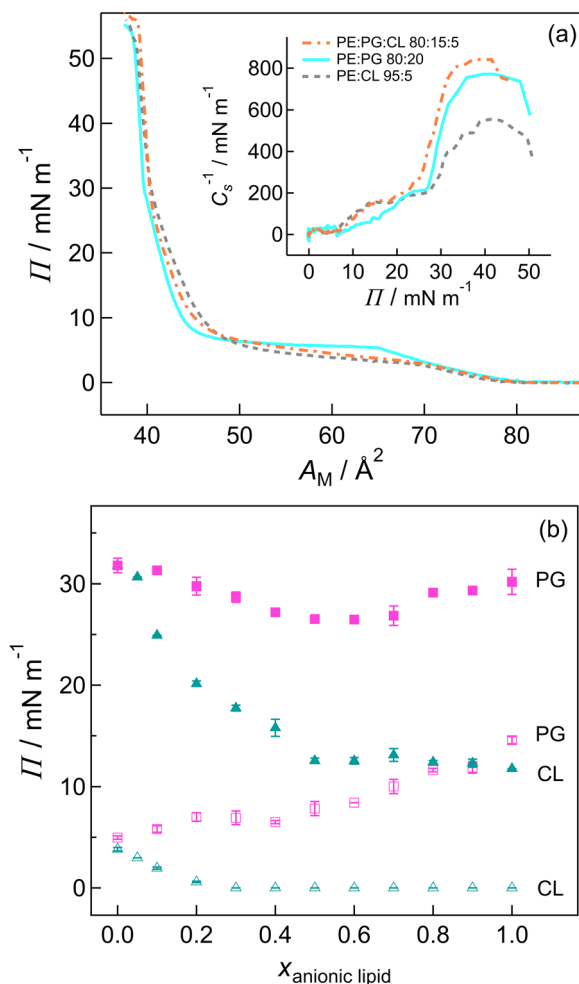 (a)
PE:PG:CL 80:15:5
PE:PG 80:20
PE:CL 95:5
800
600
400
200
0
Cₛ⁻¹ / mN m⁻¹
0 10 20 30 40 50
Π / mN m⁻¹
50
40
30
20
10
0
Π / mN m⁻¹
40 50 60 70 80
A_M / Å²
(b)
PG
PG
CL
CL
30
20
10
0
Π / mN m⁻¹
0.0 0.2 0.4 0.6 0.8 1.0
x_anionic lipid